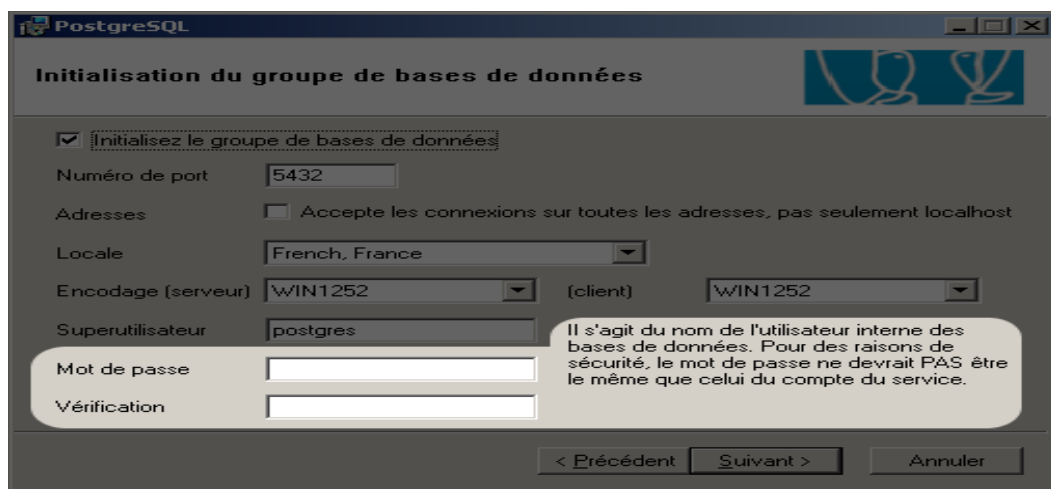 PostgreSQL
Initialisation du groupe de bases de données
Initialisez le groupe de bases de données
Numéro de port 5432
Adresses Accepte les connexions sur toutes les adresses, pas seulement localhost
Locale French, France
Encodage (serveur) WIN1252 (client) WIN1252
Superutilisateur postgres
Il s'agit du nom de l'utilisateur interne des
bases de données. Pour des raisons de
sécurité, le mot de passe ne devrait PAS être
le même que celui du compte du service.
Mot de passe
Vérification
< Précédent Suivant > Annuler